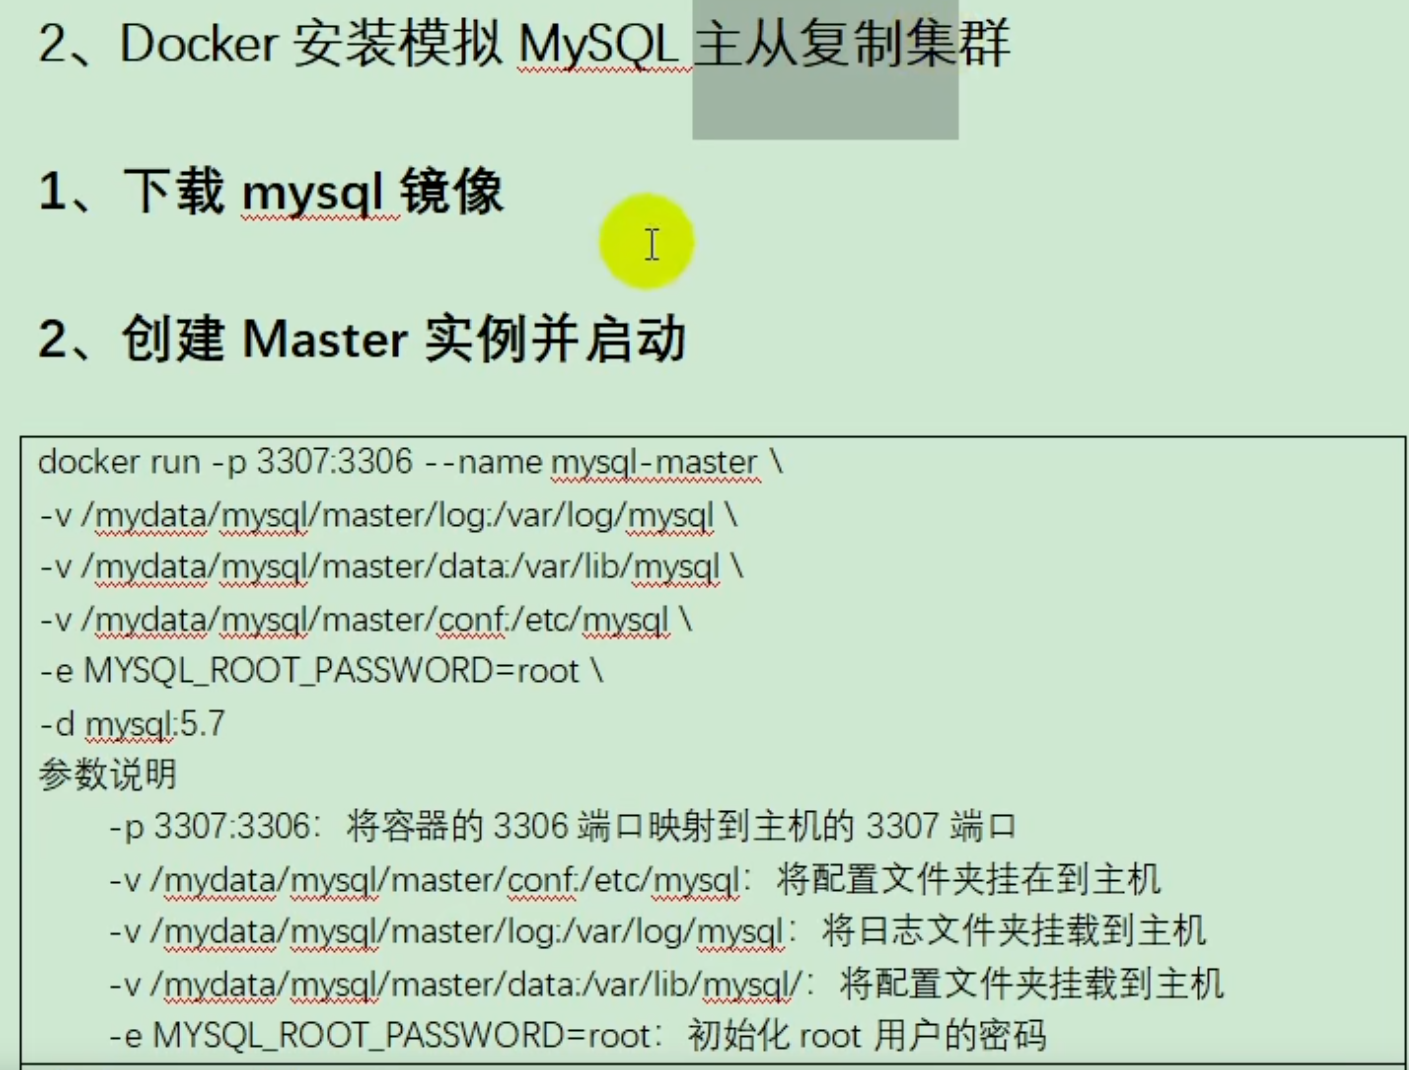 2、Docker 安装模拟 MySQL 主从复制集群
1、下载 mysql 镜像
2、创建 Master 实例并启动
docker run -p 3307:3306 --name mysql-master \
-v /mydata/mysql/master/log:/var/log/mysql \
-v /mydata/mysql/master/data:/var/lib/mysql \
-v /mydata/mysql/master/conf:/etc/mysql \
-e MYSQL_ROOT_PASSWORD=root \
-d mysql:5.7
参数说明
-p 3307:3306：将容器的 3306 端口映射到主机的 3307 端口
-v /mydata/mysql/master/conf:/etc/mysql：将配置文件夹挂在到主机
-v /mydata/mysql/master/log:/var/log/mysql：将日志文件夹挂载到主机
-v /mydata/mysql/master/data:/var/lib/mysql/：将配置文件夹挂载到主机
-e MYSQL_ROOT_PASSWORD=root：初始化 root 用户的密码